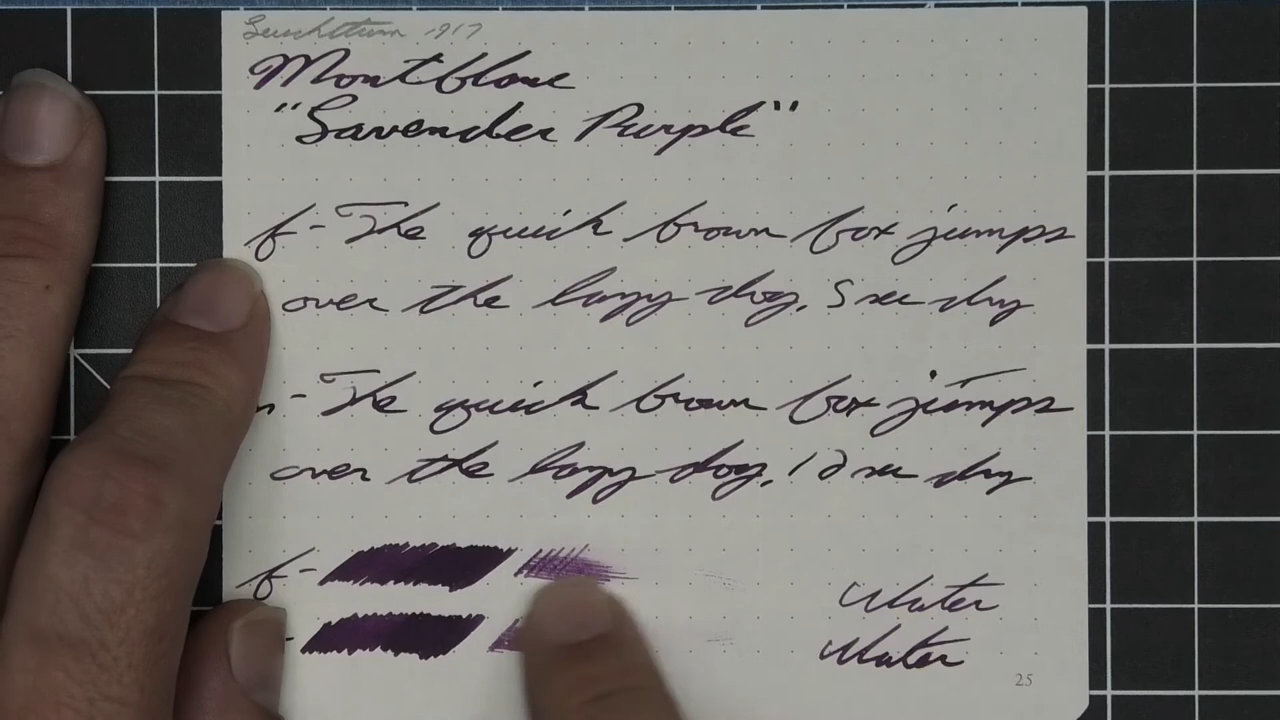 Leuchtturm 1917
Montblanc
"Lavender Purple"
f - The quick brown fox jumps
over the lazy dog. 5 sec dry
- The quick brown fox jumps
over the lazy dog. 12 sec dry
f -
-
Water
Water
25